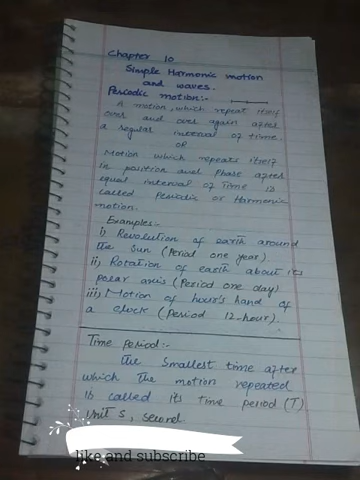 Chapter 10
Simple Harmonic motion
and waves.
Periodic motion:-
A motion, which repeat itself
over and over again after
a regular interval of time.
OR
Motion which repeats itself
in position and phase after
equal interval of time is
called Periodic or Harmonic
motion.
Examples:-
i) Revolution of earth around
the Sun (Period one year)
ii, Rotation of earth about its
polar axis (Period one day)
iii, Motion of hour's hand of
a clock (Period 12-hour).
Time Period:-
The Smallest time after
which the motion repeated
is called its time period (T)
Unit s, second.
like and subscribe